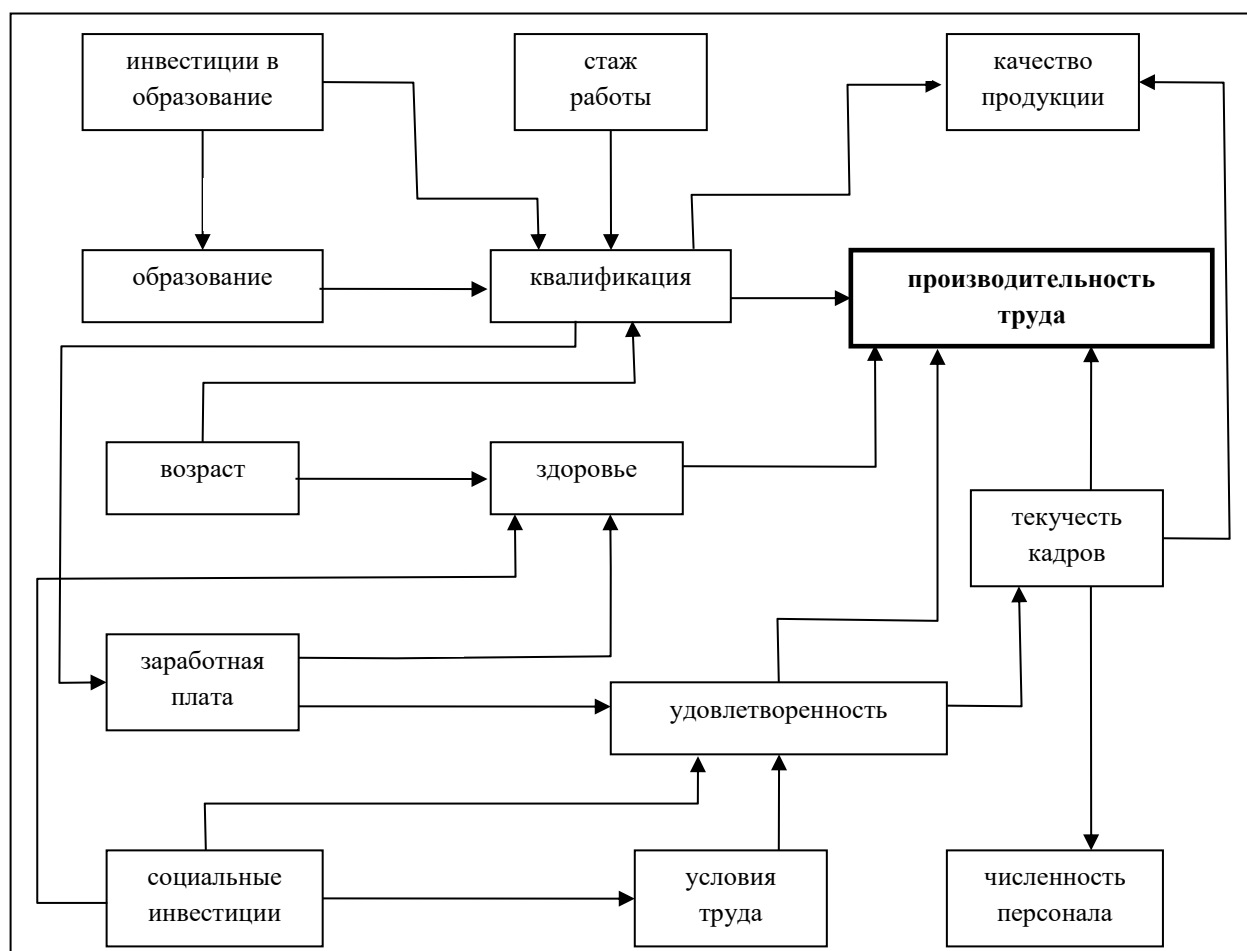 инвестиции в
образование
стаж
работы
качество
продукции
образование
квалификация
производительность
труда
возраст
здоровье
текучесть
кадров
заработная
плата
удовлетворенность
социальные
инвестиции
условия
труда
численность
персонала